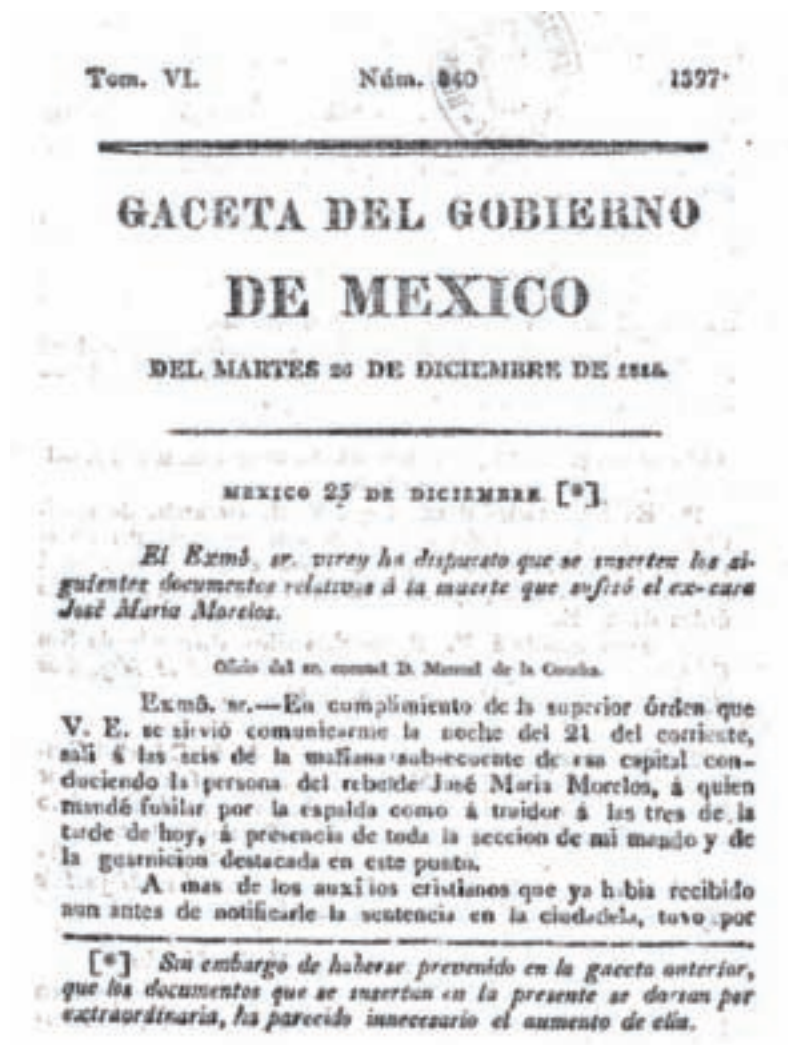 Tom. VI. Núm. 840 1397
GACETA DEL GOBIERNO
DE MEXICO
DEL MARTES 26 DE DICIEMBRE DE 1815.
MEXICO 25 DE DICIEMBRE [*].
El Exmô, sr. virey ha dispuesto que se inserten los si-
guientes documentos relativos á la muerte que sufrió el ex-cura
José Maria Morelos.
Oficio del sr. coronel D. Manuel de la Concha.
Exmô. sr.—En cumplimiento de la superior órden que
V. E. se sirvió comunicarme la noche del 21 del corriente,
salí á las seis de la mañana subsecuente de esa capital con-
duciendo la persona del rebelde José Maria Morelos, á quien
mandé fusilar por la espalda como á traidor á las tres de la
tarde de hoy, á presencia de toda la seccion de mi mando y de
la guarnicion destacada en este punto.
A mas de los auxilios cristianos que ya habia recibido
aun antes de notificarle la sentencia en la ciudadela, tuvo por
[*] Sin embargo de haberse prevenido en la gaceta anterior,
que los documentos que se insertan en la presente se darian por
extraordinaria, ha parecido innecesario el aumento de ella.